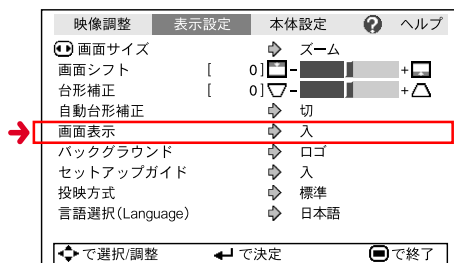 映像調整 表示設定 本体設定 ? ヘルプ
画面サイズ ズーム
画面シフト [ 0] - +
台形補正 [ 0] - +
自動台形補正 切
画面表示 入
バックグラウンド ロゴ
セットアップガイド 入
投映方式 標準
言語選択(Language) 日本語
で選択/調整 で決定 で終了